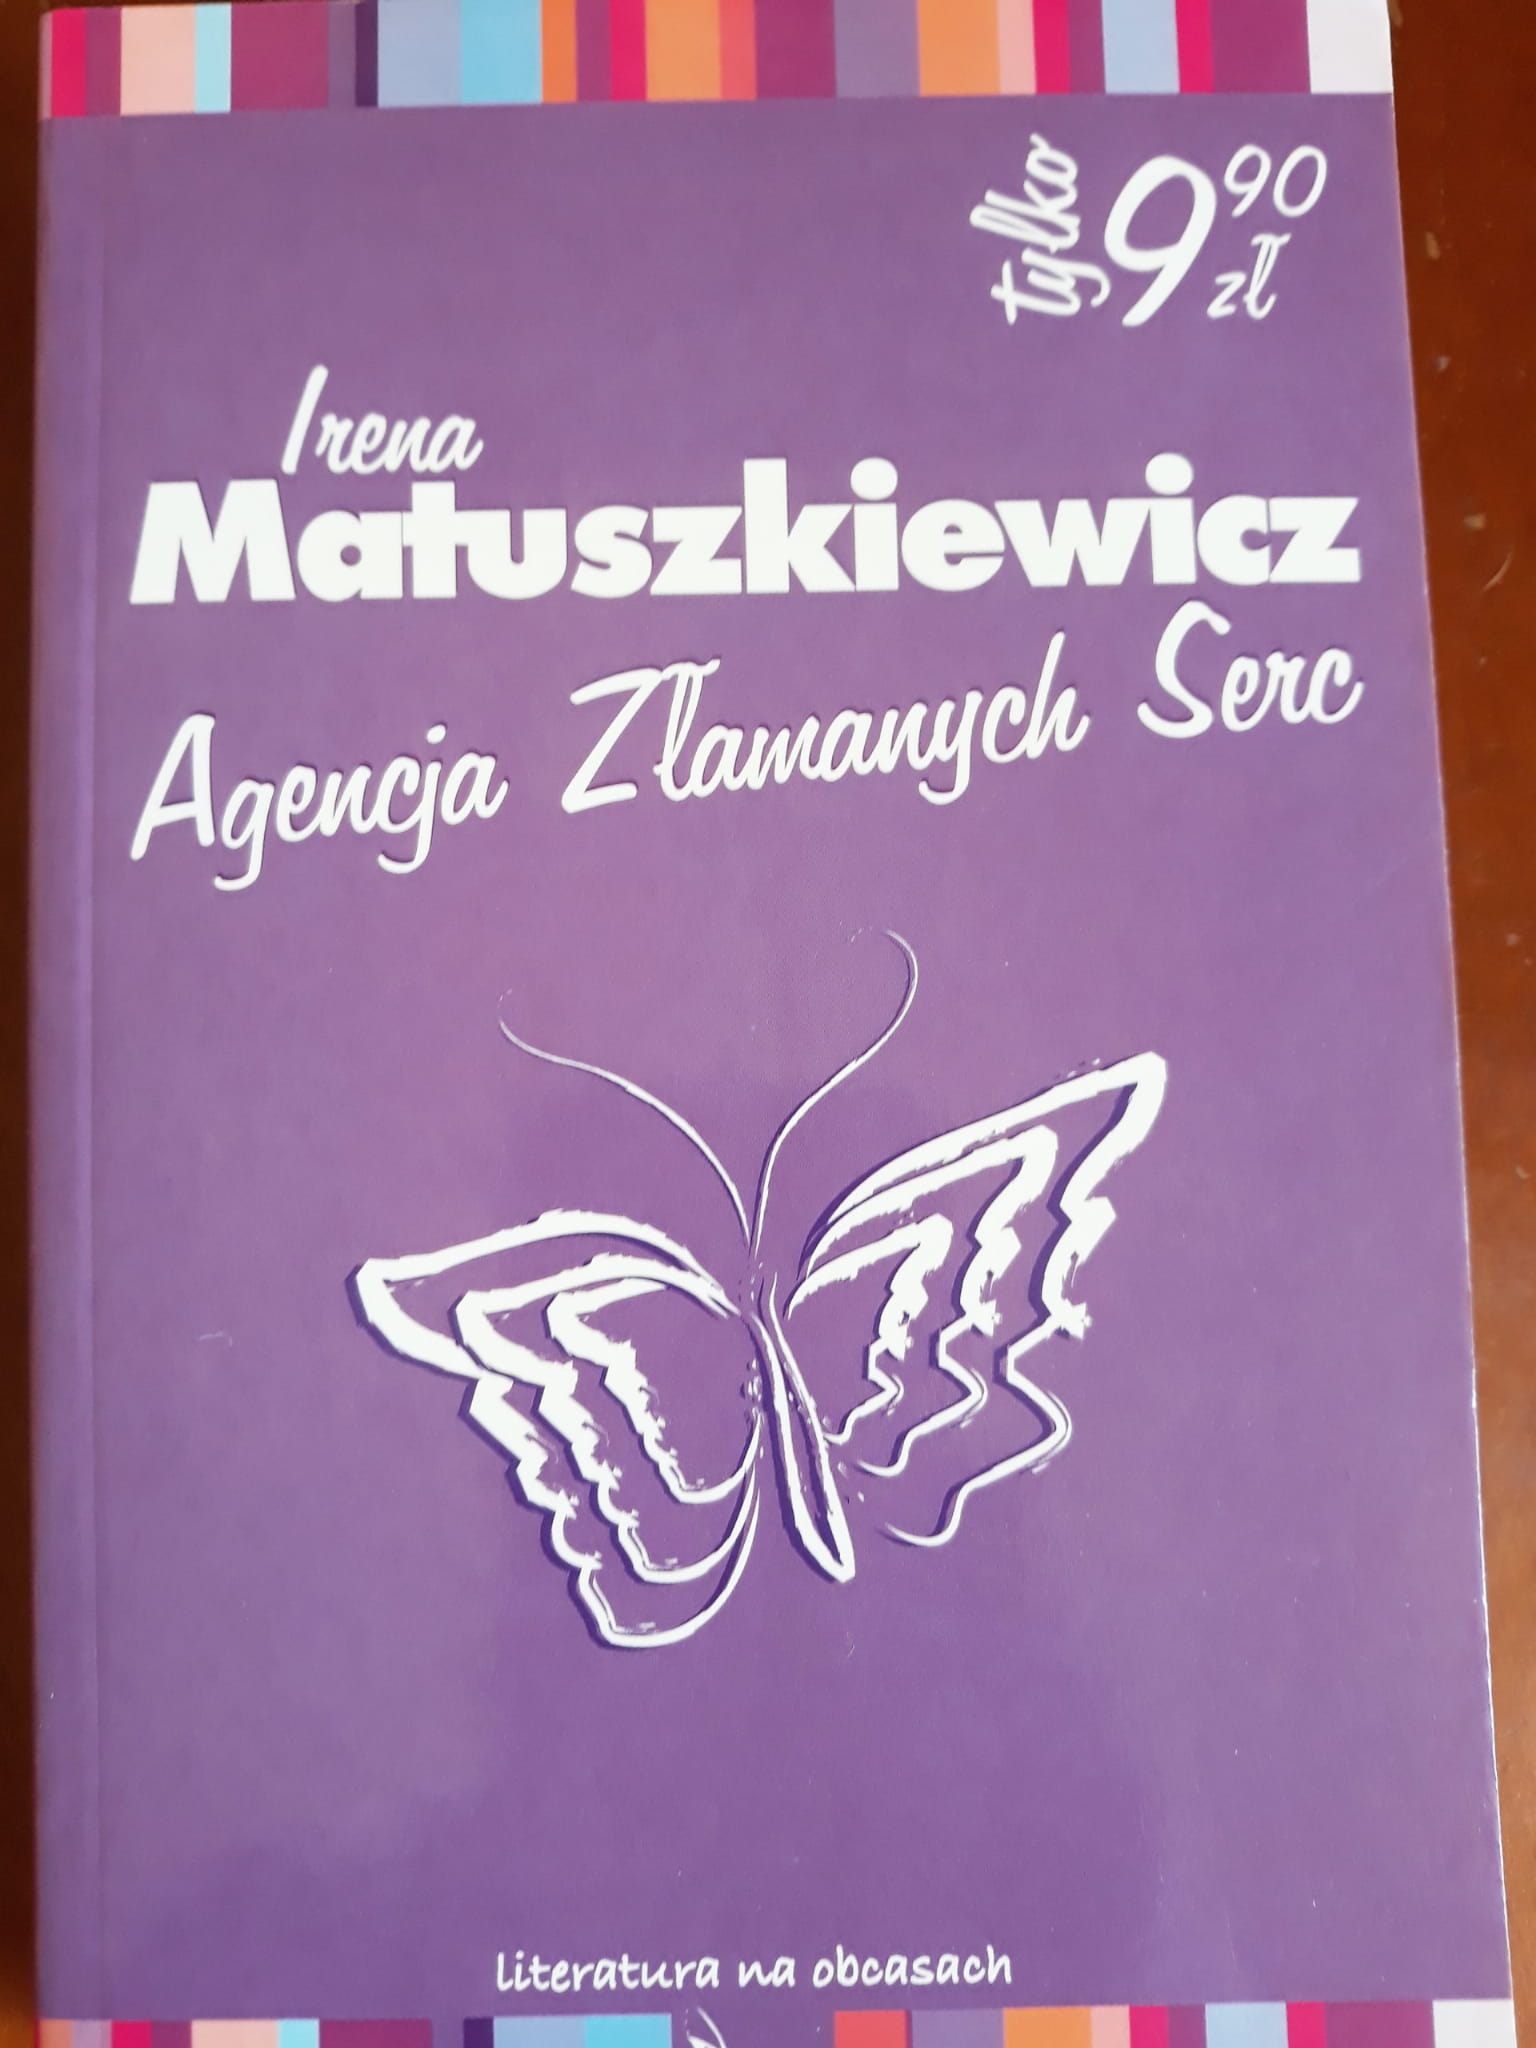 tylko 9 90 zł
Irena
Matuszkiewicz
Agencja Złamanych Serc
literatura na obcasach